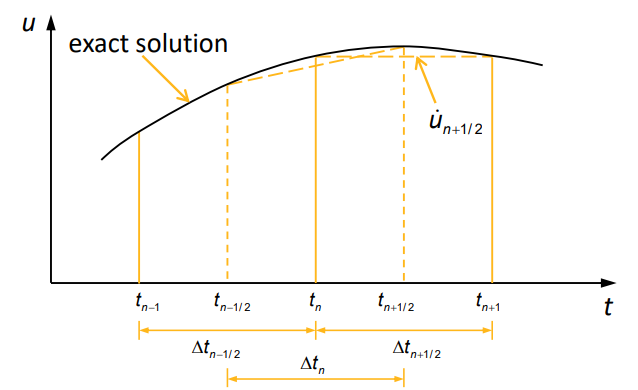 u
exact solution
u̇ₙ₊₁/₂
tₙ₋₁ tₙ₋₁/₂ tₙ tₙ₊₁/₂ tₙ₊₁ t
Δtₙ₋₁/₂ Δtₙ₊₁/₂
Δtₙ